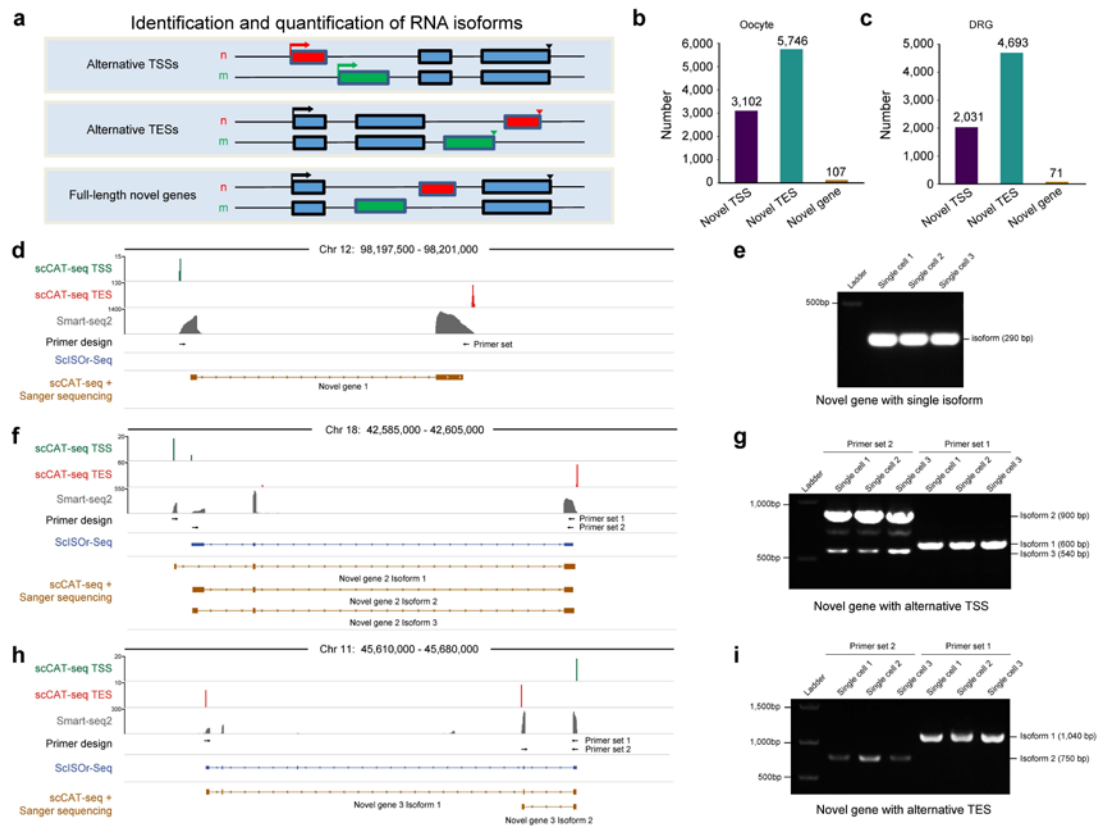 a
Identification and quantification of RNA isoforms
Alternative TSSs
n
m
Alternative TESs
n
m
Full-length novel genes
n
m
b
Oocyte
Number
6,000
5,000
4,000
3,000
2,000
1,000
0
3,102
5,746
107
Novel TSS
Novel TES
Novel gene
c
DRG
Number
5,000
4,000
3,000
2,000
1,000
0
2,031
4,693
71
Novel TSS
Novel TES
Novel gene
d
Chr 12: 98,197,500 - 98,201,000
15
scCAT-seq TSS
130
scCAT-seq TES
1400
Smart-seq2
Primer design
Primer set
ScISOr-Seq
scCAT-seq +
Sanger sequencing
Novel gene 1
e
Ladder
Single cell 1
Single cell 2
Single cell 3
500bp
isoform (290 bp)
Novel gene with single isoform
f
Chr 18: 42,585,000 - 42,605,000
20
scCAT-seq TSS
60
scCAT-seq TES
550
Smart-seq2
Primer design
Primer set 1
Primer set 2
ScISOr-Seq
scCAT-seq +
Sanger sequencing
Novel gene 2 Isoform 1
Novel gene 2 Isoform 2
Novel gene 2 Isoform 3
g
Primer set 2
Primer set 1
Ladder
Single cell 1
Single cell 2
Single cell 3
Single cell 1
Single cell 2
Single cell 3
1,000bp
500bp
Isoform 2 (900 bp)
Isoform 1 (600 bp)
Isoform 3 (540 bp)
Novel gene with alternative TSS
h
Chr 11: 45,610,000 - 45,680,000
20
scCAT-seq TSS
20
scCAT-seq TES
300
Smart-seq2
Primer design
Primer set 1
Primer set 2
ScISOr-Seq
scCAT-seq +
Sanger sequencing
Novel gene 3 Isoform 1
Novel gene 3 Isoform 2
i
Primer set 2
Primer set 1
Ladder
Single cell 1
Single cell 2
Single cell 3
Single cell 1
Single cell 2
Single cell 3
1,500bp
1,000bp
500bp
Isoform 1 (1,040 bp)
Isoform 2 (750 bp)
Novel gene with alternative TES